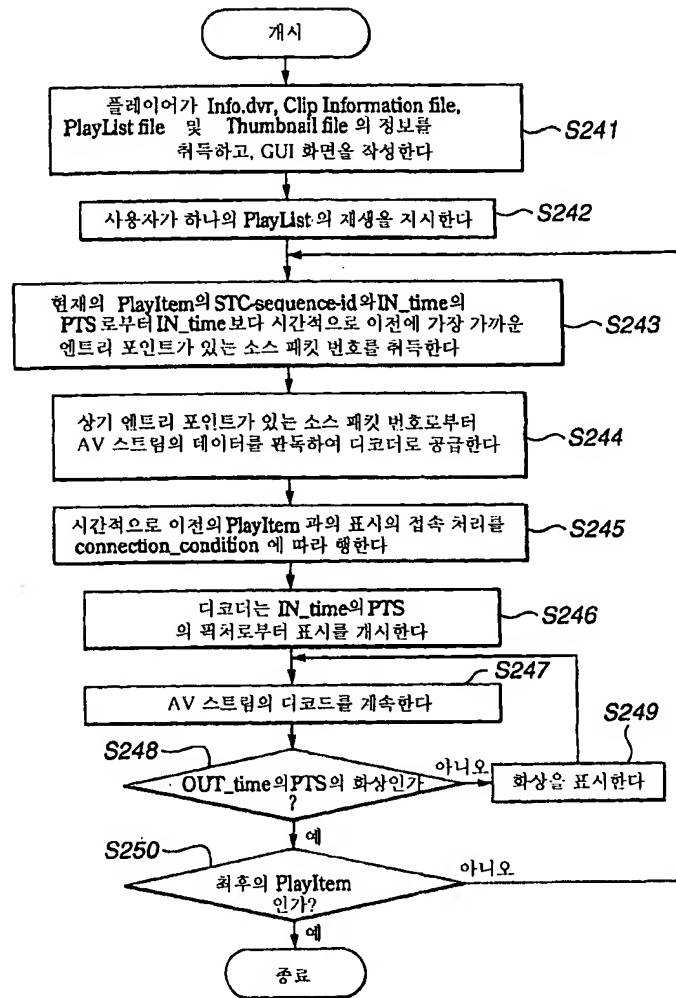 개시
플레이어가 Info.dvr, Clip Information file,
PlayList file 및 Thumbnail file 의 정보를
취득하고, GUI 화면을 작성한다
S241
사용자가 하나의 PlayList 의 재생을 지시한다
S242
현재의 PlayItem의 STC-sequence-id와IN_time의
PTS 로부터 IN_time 보다 시간적으로 이전에 가장 가까운
엔트리 포인트가 있는 소스 패킷 번호를 취득한다
S243
상기 엔트리 포인트가 있는 소스 패킷 번호로부터
AV 스트림의 데이터를 판독하여 디코더로 공급한다
S244
시간적으로 이전의 PlayItem 과의 표시의 접속 처리를
connection_condition 에 따라 행한다
S245
디코더는 IN_time의 PTS
의 픽처로부터 표시를 개시한다
S246
S247
AV 스트림의 디코드를 계속한다
S248
OUT_time의PTS의 화상인가
?
아니오
S249
화상을 표시한다
예
S250
최후의 PlayItem
인가?
아니오
예
종료